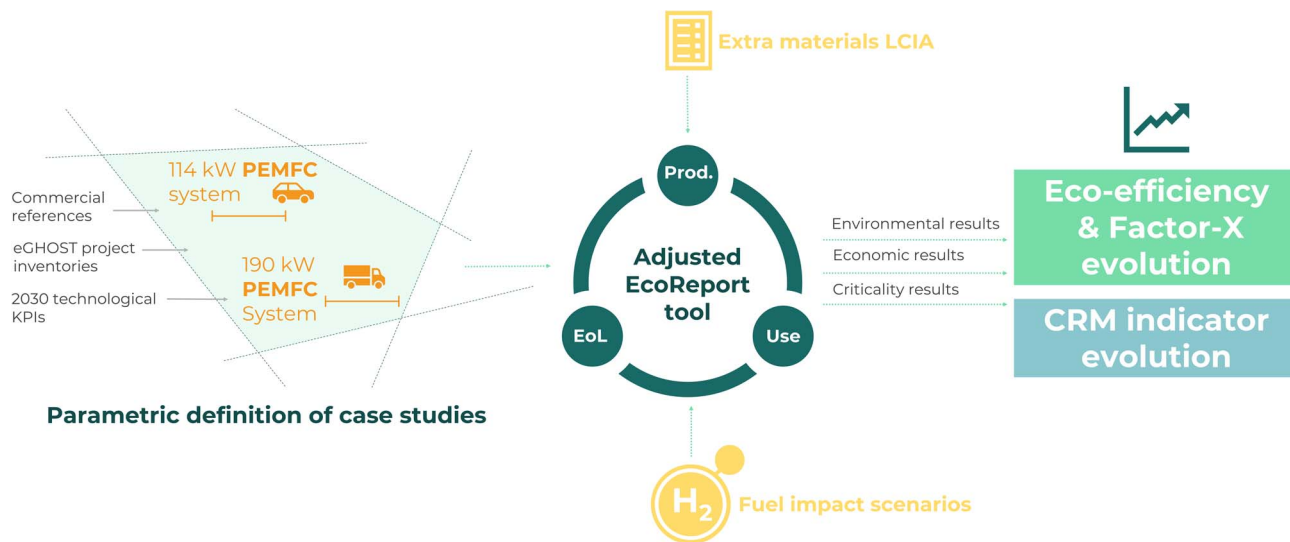 Extra materials LCIA
114 kW PEMFC
system
Commercial
references
eGHOST project
inventories
2030 technological
KPIs
190 kW
PEMFC
System
Parametric definition of case studies
Prod.
Adjusted
EcoReport
tool
EoL
Use
Environmental results
Economic results
Criticality results
Eco-efficiency
& Factor-X
evolution
CRM indicator
evolution
H₂
Fuel impact scenarios